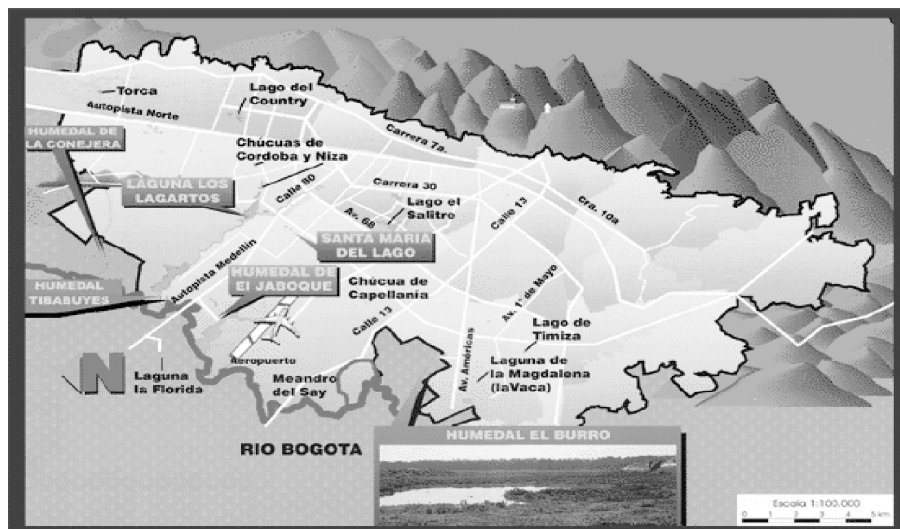 Torca
Lago del
Country
Autopista Norte
HUMEDAL DE
LA CONEJERA
Carrera 7a.
Chucuas de
Cordoba y Niza
LAGUNA LOS
LAGARTOS
Calle 80
Carrera 30
Lago el
Salitre
Av. 68
Calle 13
Cra. 10a
SANTA MARIA
DEL LAGO
Autopista Medellín
HUMEDAL DE
El JABOQUE
HUMEDAL
TIBABUYES
Chúcua de
Capellanía
Av. 1° de Mayo
Calle 13
Lago de
Timiza
Av. Américas
Aeropuerto
Laguna de
la Magdalena
(laVaca)
N
Laguna
la Florida
Meandro
del Say
RIO BOGOTA
HUMEDAL EL BURRO
Escala 1:100.000
0 1 2 3 4 5 km